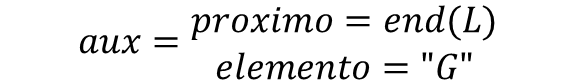 aux = proximo = end(L)
elemento = "G"